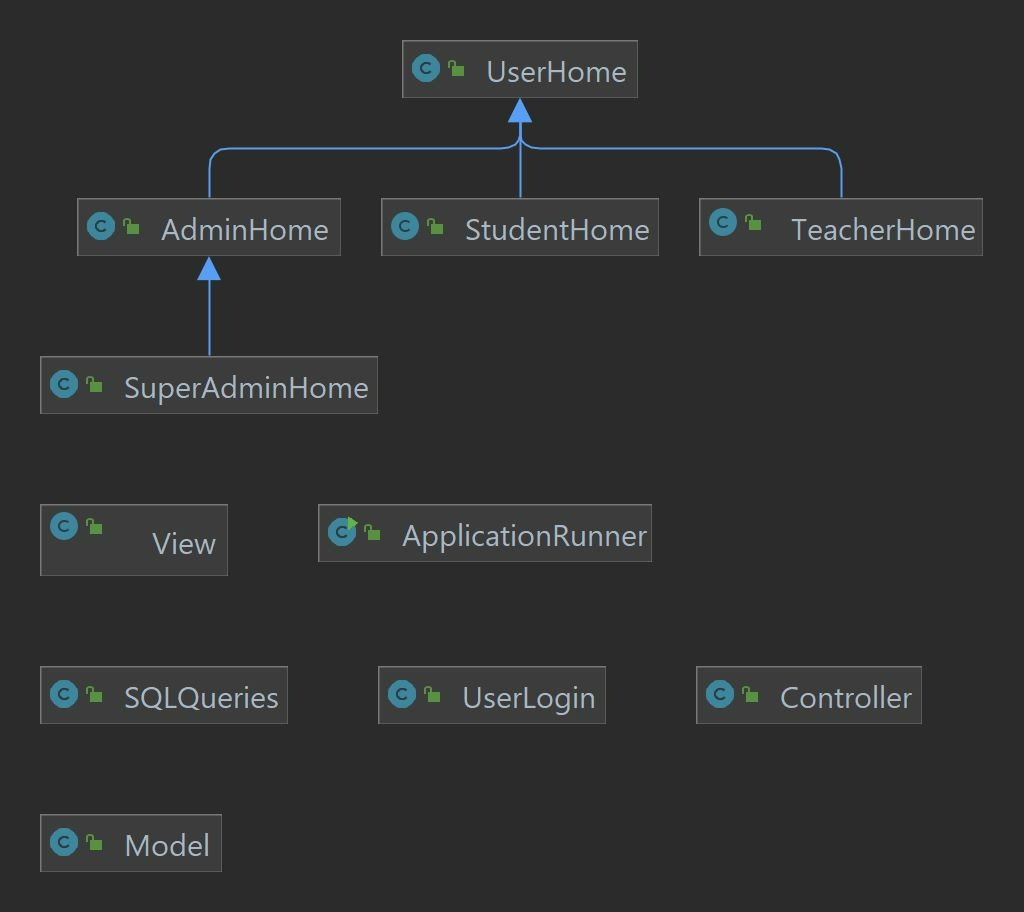 UserHome
AdminHome
StudentHome
TeacherHome
SuperAdminHome
View
ApplicationRunner
SQLQueries
UserLogin
Controller
Model